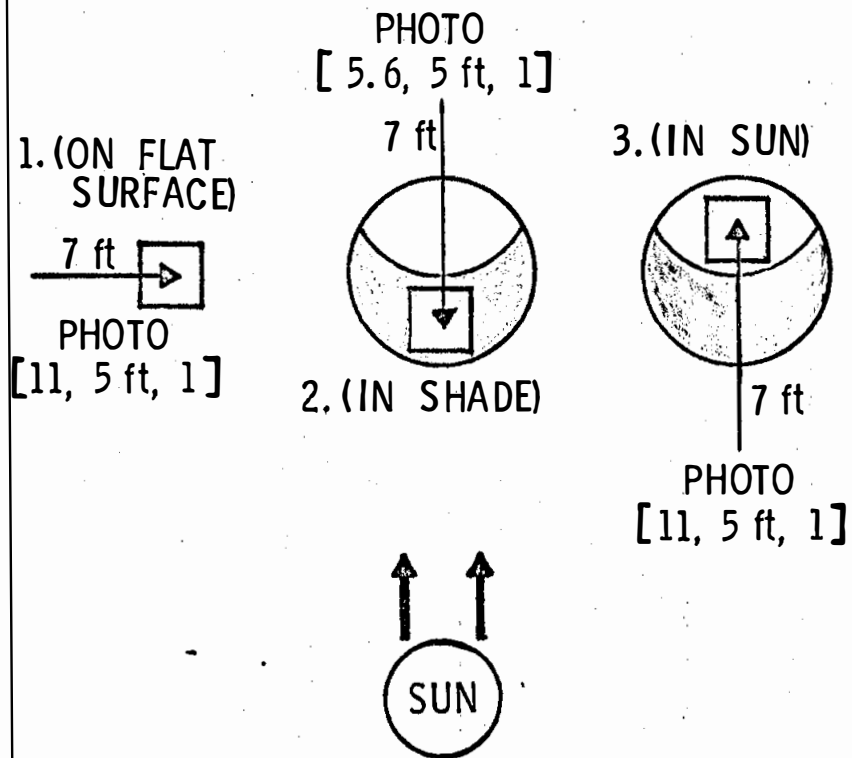 PHOTO
[ 5.6, 5 ft, 1]
7 ft
1. (ON FLAT
SURFACE)
7 ft
PHOTO
[11, 5 ft, 1]
2. (IN SHADE)
3. (IN SUN)
7 ft
PHOTO
[11, 5 ft, 1]
SUN